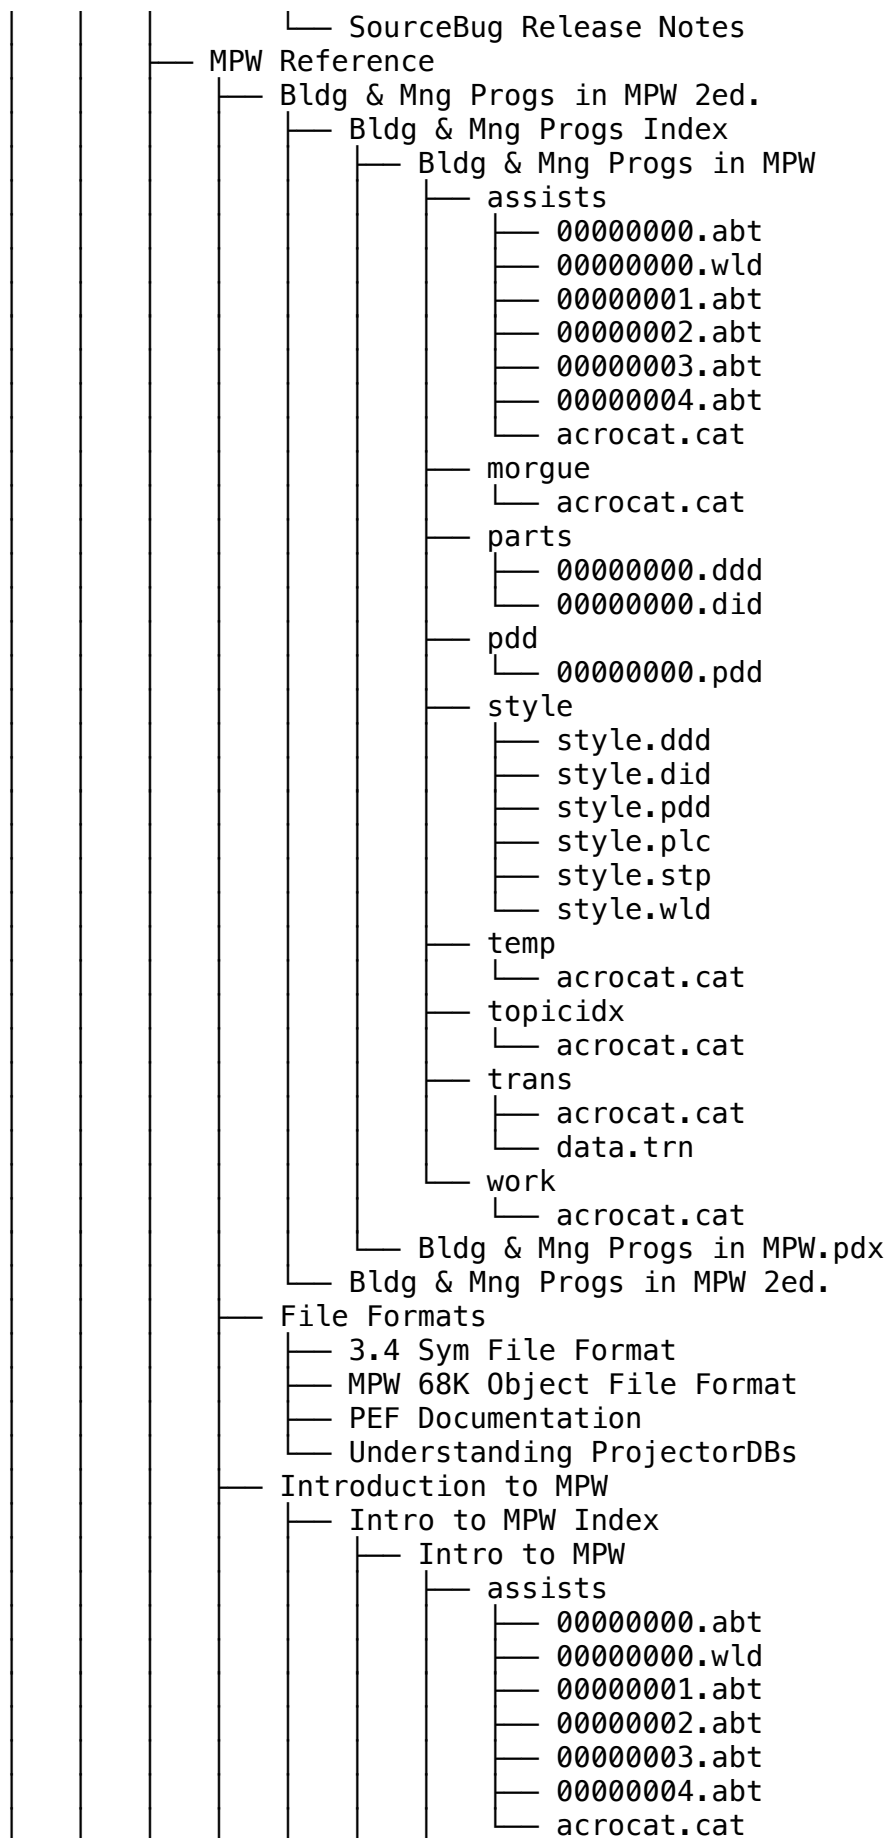 │   │   │       └── SourceBug Release Notes
│   │   ├── MPW Reference
│   │   │   ├── Bldg & Mng Progs in MPW 2ed.
│   │   │   │   ├── Bldg & Mng Progs Index
│   │   │   │   │   ├── Bldg & Mng Progs in MPW
│   │   │   │   │   │   ├── assists
│   │   │   │   │   │   │   ├── 00000000.abt
│   │   │   │   │   │   │   ├── 00000000.wld
│   │   │   │   │   │   │   ├── 00000001.abt
│   │   │   │   │   │   │   ├── 00000002.abt
│   │   │   │   │   │   │   ├── 00000003.abt
│   │   │   │   │   │   │   ├── 00000004.abt
│   │   │   │   │   │   │   └── acrocat.cat
│   │   │   │   │   │   ├── morgue
│   │   │   │   │   │   │   └── acrocat.cat
│   │   │   │   │   │   ├── parts
│   │   │   │   │   │   │   ├── 00000000.ddd
│   │   │   │   │   │   │   └── 00000000.did
│   │   │   │   │   │   ├── pdd
│   │   │   │   │   │   │   └── 00000000.pdd
│   │   │   │   │   │   ├── style
│   │   │   │   │   │   │   ├── style.ddd
│   │   │   │   │   │   │   ├── style.did
│   │   │   │   │   │   │   ├── style.pdd
│   │   │   │   │   │   │   ├── style.plc
│   │   │   │   │   │   │   ├── style.stp
│   │   │   │   │   │   │   └── style.wld
│   │   │   │   │   │   ├── temp
│   │   │   │   │   │   │   └── acrocat.cat
│   │   │   │   │   │   ├── topicidx
│   │   │   │   │   │   │   └── acrocat.cat
│   │   │   │   │   │   ├── trans
│   │   │   │   │   │   │   ├── acrocat.cat
│   │   │   │   │   │   │   └── data.trn
│   │   │   │   │   │   └── work
│   │   │   │   │   │       └── acrocat.cat
│   │   │   │   │   └── Bldg & Mng Progs in MPW.pdx
│   │   │   │   └── Bldg & Mng Progs in MPW 2ed.
│   │   │   ├── File Formats
│   │   │   │   ├── 3.4 Sym File Format
│   │   │   │   ├── MPW 68K Object File Format
│   │   │   │   ├── PEF Documentation
│   │   │   │   └── Understanding ProjectorDBs
│   │   │   ├── Introduction to MPW
│   │   │   │   ├── Intro to MPW Index
│   │   │   │   │   ├── Intro to MPW
│   │   │   │   │   │   ├── assists
│   │   │   │   │   │   │   ├── 00000000.abt
│   │   │   │   │   │   │   ├── 00000000.wld
│   │   │   │   │   │   │   ├── 00000001.abt
│   │   │   │   │   │   │   ├── 00000002.abt
│   │   │   │   │   │   │   ├── 00000003.abt
│   │   │   │   │   │   │   ├── 00000004.abt
│   │   │   │   │   │   │   └── acrocat.cat